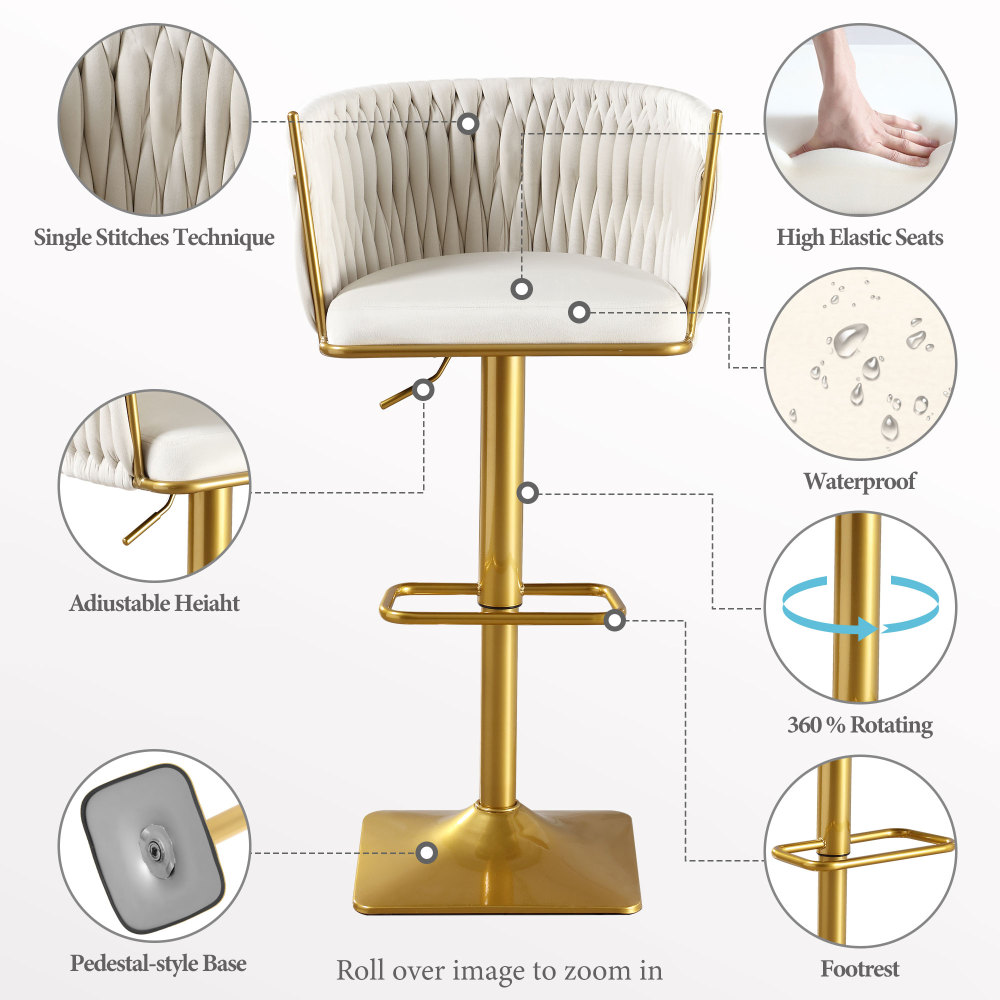 Single Stitches Technique
High Elastic Seats
Waterproof
Adiustable Heiaht
360 % Rotating
Pedestal-style Base
Roll over image to zoom in
Footrest